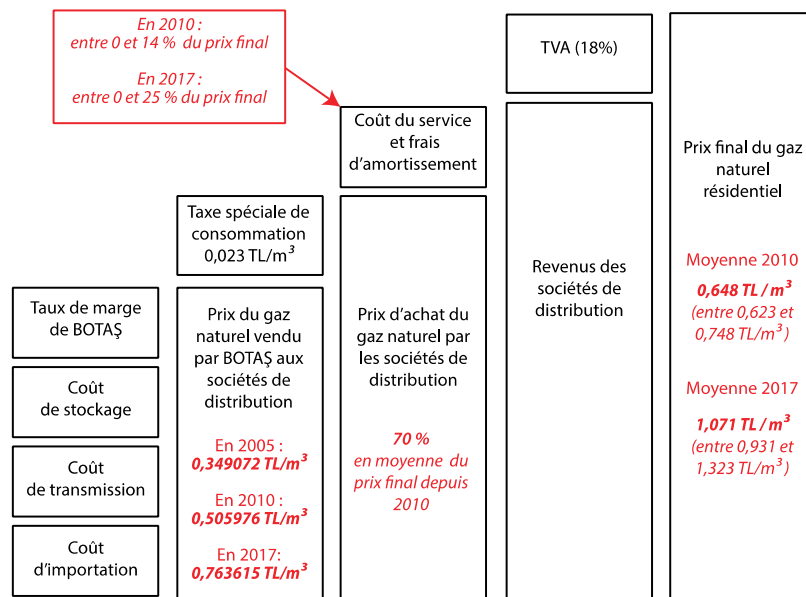 En 2010 :
entre 0 et 14 % du prix final
En 2017 :
entre 0 et 25 % du prix final
Taux de marge
de BOTAŞ
Coût
de stockage
Coût
de transmission
Coût
d'importation
Taxe spéciale de
consommation
0,023 TL/m³
Prix du gaz
naturel vendu
par BOTAŞ aux
sociétés de
distribution
En 2005 :
0,349072 TL/m³
En 2010 :
0,505976 TL/m³
En 2017:
0,763615 TL/m³
Coût du service
et frais
d'amortissement
Prix d'achat du
gaz naturel par
les sociétés de
distribution
70 %
en moyenne du
prix final depuis
2010
TVA (18%)
Revenus des
sociétés de
distribution
Prix final du gaz
naturel
résidentiel
Moyenne 2010
0,648 TL / m³
(entre 0,623 et
0,748 TL/m³)
Moyenne 2017
1,071 TL / m³
(entre 0,931 et
1,323 TL/m³)